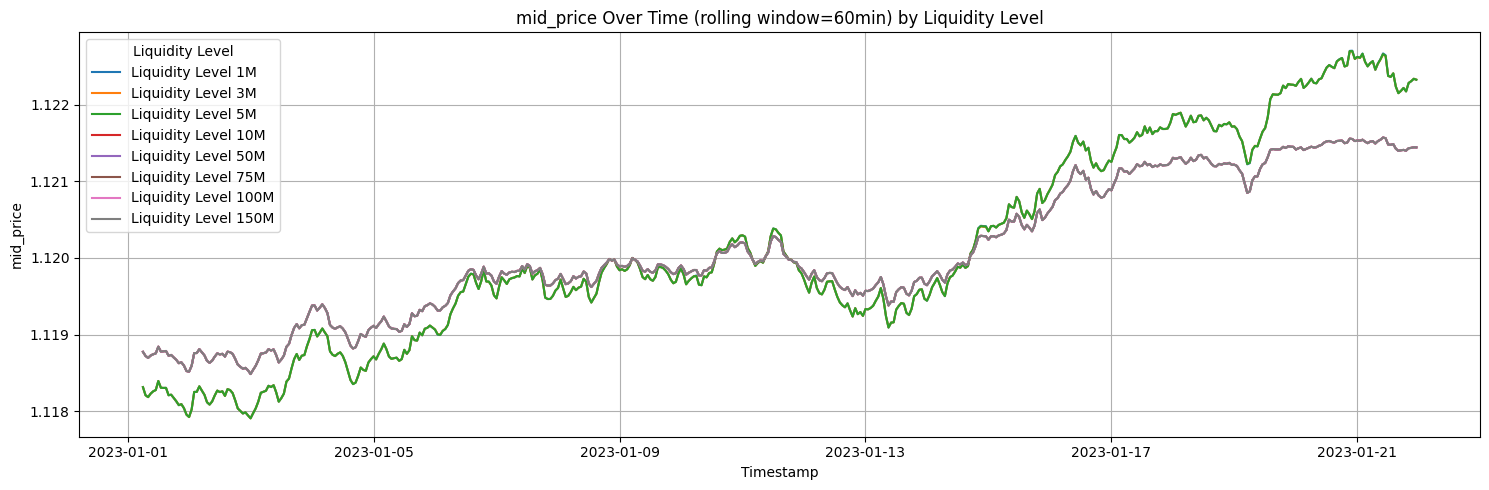 mid_price Over Time (rolling window=60min) by Liquidity Level
Liquidity Level
Liquidity Level 1M
Liquidity Level 3M
Liquidity Level 5M
Liquidity Level 10M
Liquidity Level 50M
Liquidity Level 75M
Liquidity Level 100M
Liquidity Level 150M
mid_price
1.122
1.121
1.120
1.119
1.118
2023-01-01
2023-01-05
2023-01-09
2023-01-13
2023-01-17
2023-01-21
Timestamp